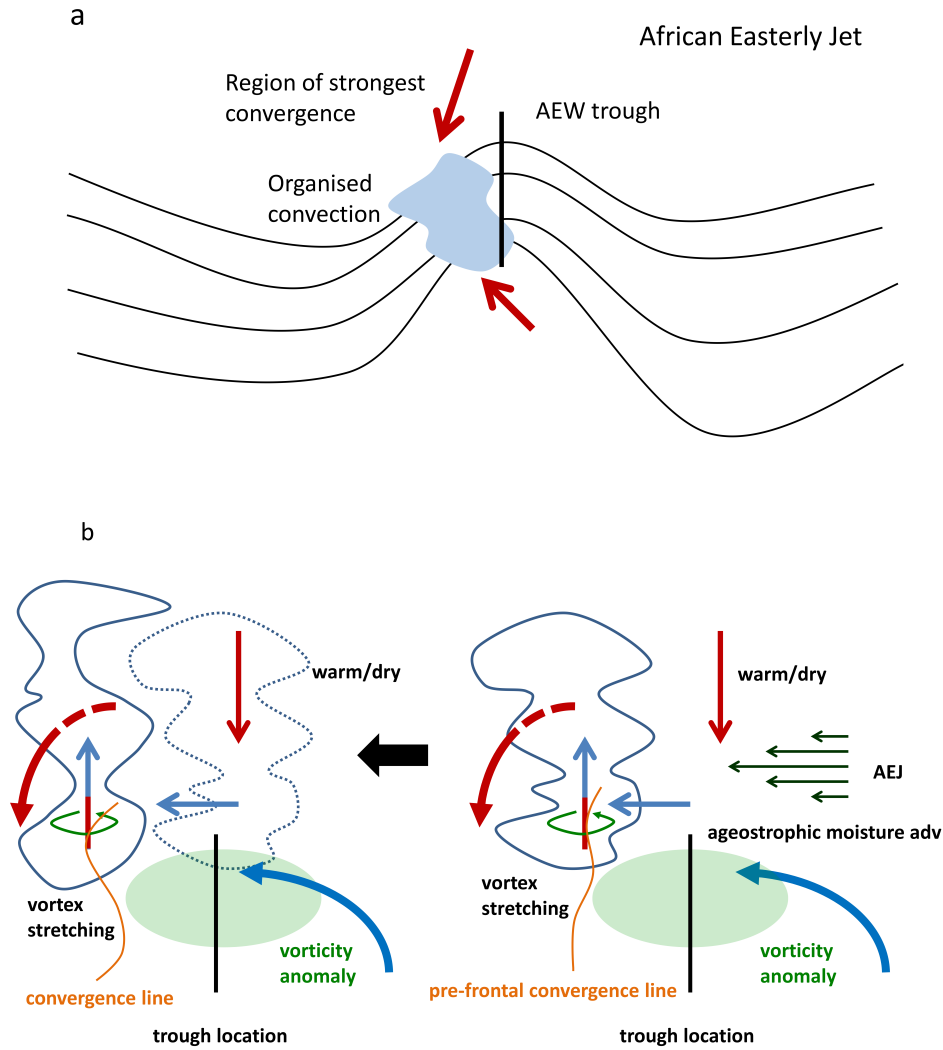 a
African Easterly Jet
Region of strongest
convergence
AEW trough
Organised
convection
b
warm/dry
warm/dry
AEJ
ageostrophic moisture adv
vortex
stretching
vortex
stretching
vorticity
anomaly
vorticity
anomaly
convergence line
pre-frontal convergence line
trough location
trough location